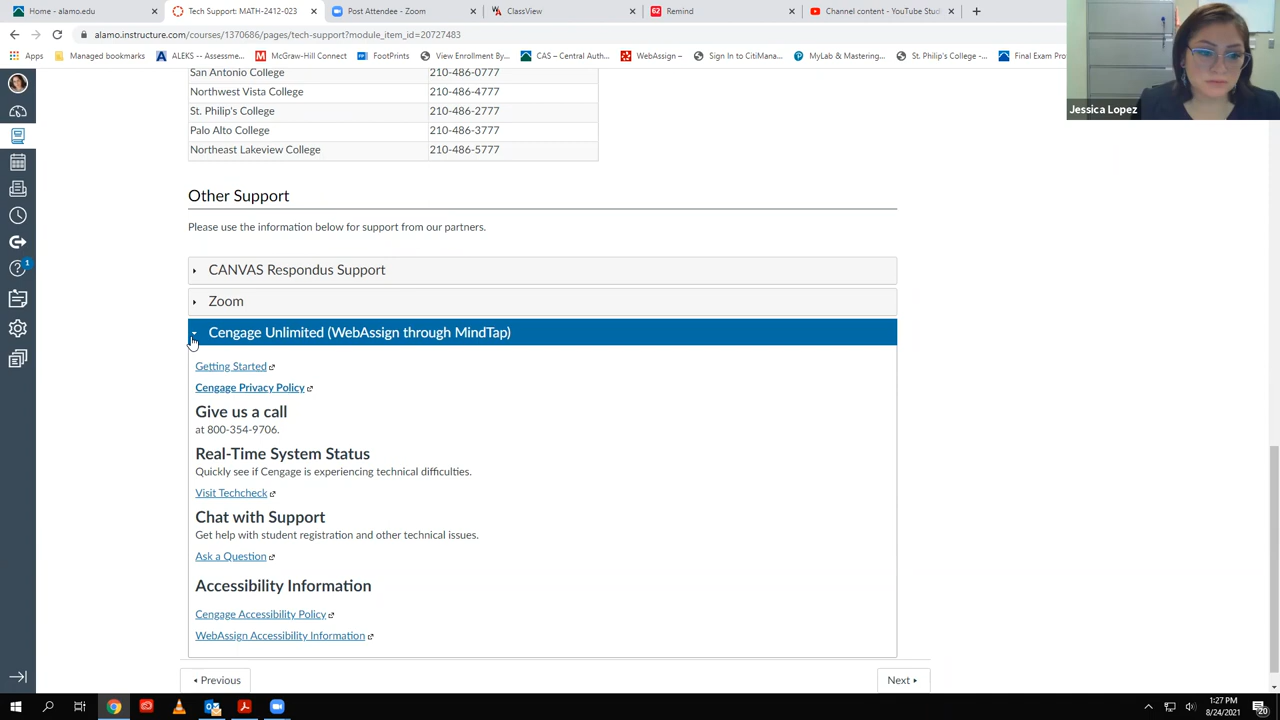 Home - alamo.edu
Tech Support: MATH-2412-023
Post Attendee - Zoom
ClassView
62 Remind
Channel content - YouTube Stud
alamo.instructure.com/courses/1370686/pages/tech-support?module_item_id=20727483
Apps
Managed bookmarks
ALEKS -- Assessmen...
McGraw-Hill Connect
FootPrints
View Enrollment By...
CAS – Central Auth...
WebAssign –
Sign In to CitiMana...
MyLab & Mastering...
St. Philip's College -...
Final Exam Pro
Jessica Lopez
San Antonio College 210-486-0777
Northwest Vista College 210-486-4777
St. Philip's College 210-486-2777
Palo Alto College 210-486-3777
Northeast Lakeview College 210-486-5777
Other Support
Please use the information below for support from our partners.
CANVAS Respondus Support
Zoom
Cengage Unlimited (WebAssign through MindTap)
Getting Started
Cengage Privacy Policy
Give us a call
at 800-354-9706.
Real-Time System Status
Quickly see if Cengage is experiencing technical difficulties.
Visit Techcheck
Chat with Support
Get help with student registration and other technical issues.
Ask a Question
Accessibility Information
Cengage Accessibility Policy
WebAssign Accessibility Information
Previous
Next
1
1:27 PM
8/24/2021
20